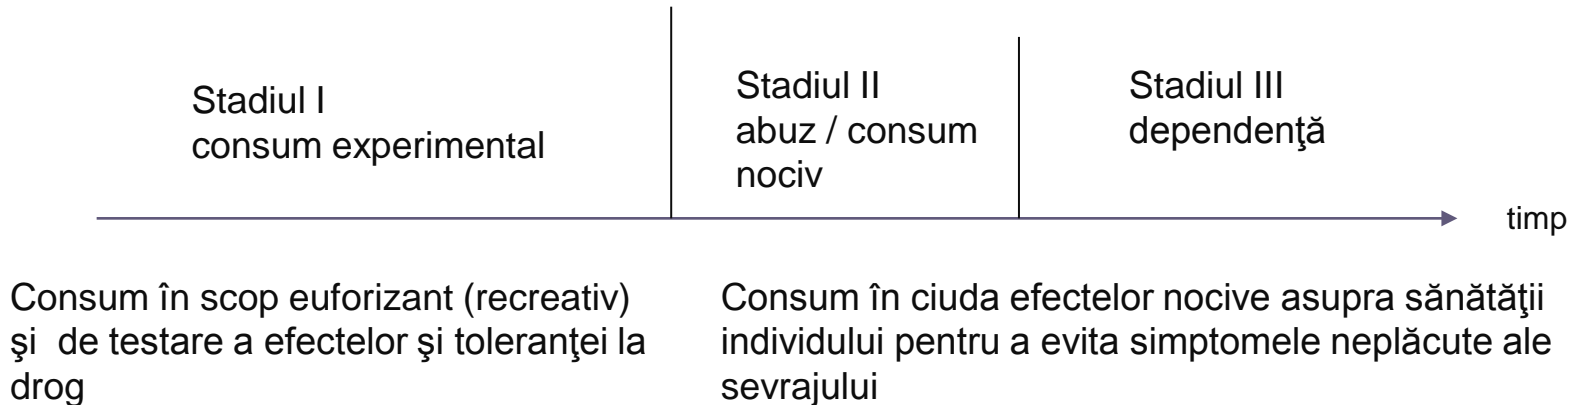 Stadiul I
consum experimental
Stadiul II
abuz / consum
nociv
Stadiul III
dependenţă
timp
Consum în scop euforizant (recreativ)
şi de testare a efectelor şi toleranţei la
drog
Consum în ciuda efectelor nocive asupra sănătăţii
individului pentru a evita simptomele neplăcute ale
sevrajului